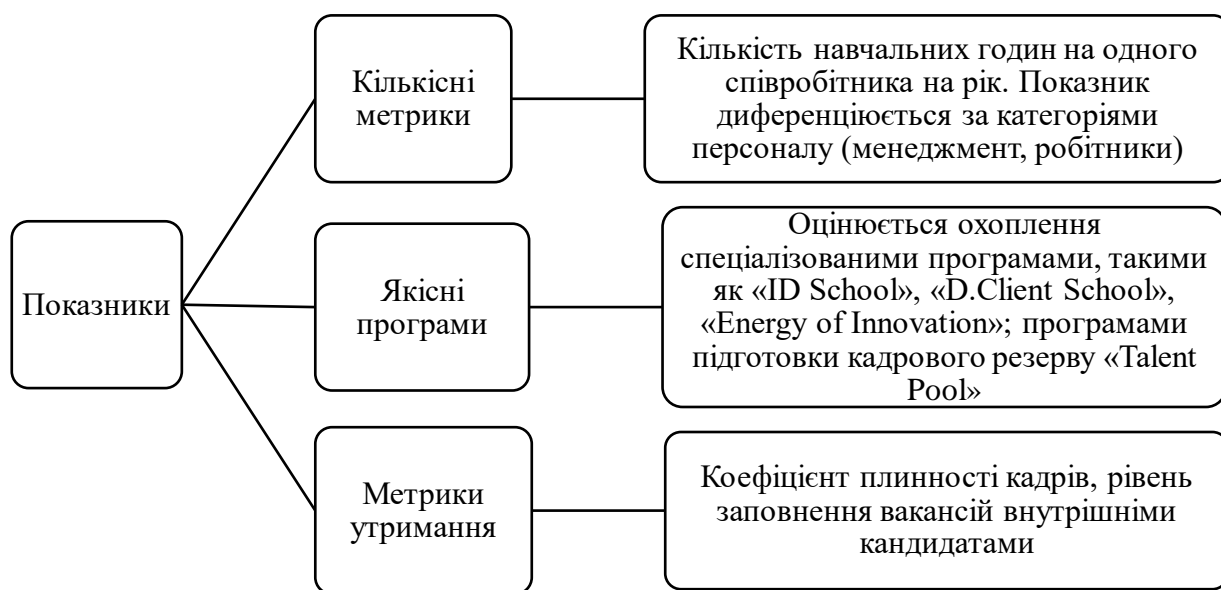 Показники
Кількісні
метрики
Кількість навчальних годин на одного
співробітника на рік. Показник
диференціюється за категоріями
персоналу (менеджмент, робітники)
Якісні
програми
Оцінюється охоплення
спеціалізованими програмами, такими
як «ID School», «D.Client School»,
«Energy of Innovation»; програмами
підготовки кадрового резерву «Talent
Pool»
Метрики
утримання
Коефіцієнт плинності кадрів, рівень
заповнення вакансій внутрішніми
кандидатами